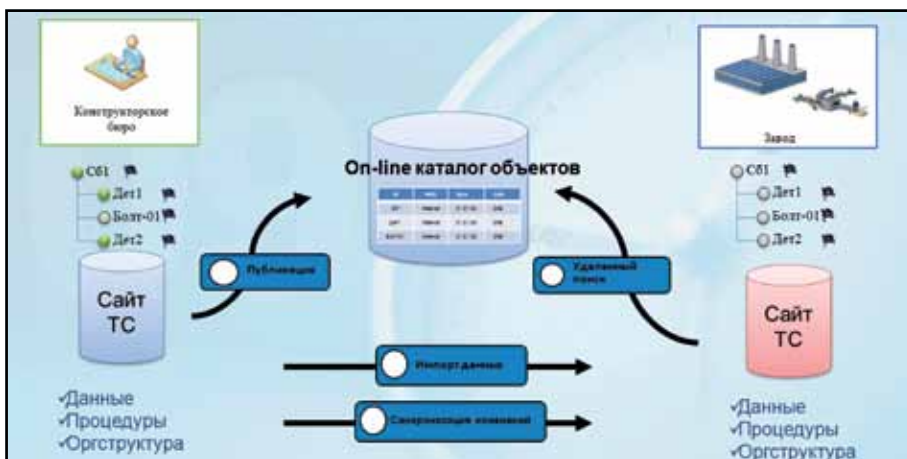 Конструкторское
бюро
Сб1
Дет1
Болт-01
Дет2
Сайт
ТС
Данные
Процедуры
Оргструктура
On-line каталог объектов
Публикация
Удаленный
поиск
Импорт данных
Синхронизация изменений
Завод
Сб1
Дет1
Болт-01
Дет2
Сайт
ТС
Данные
Процедуры
Оргструктура